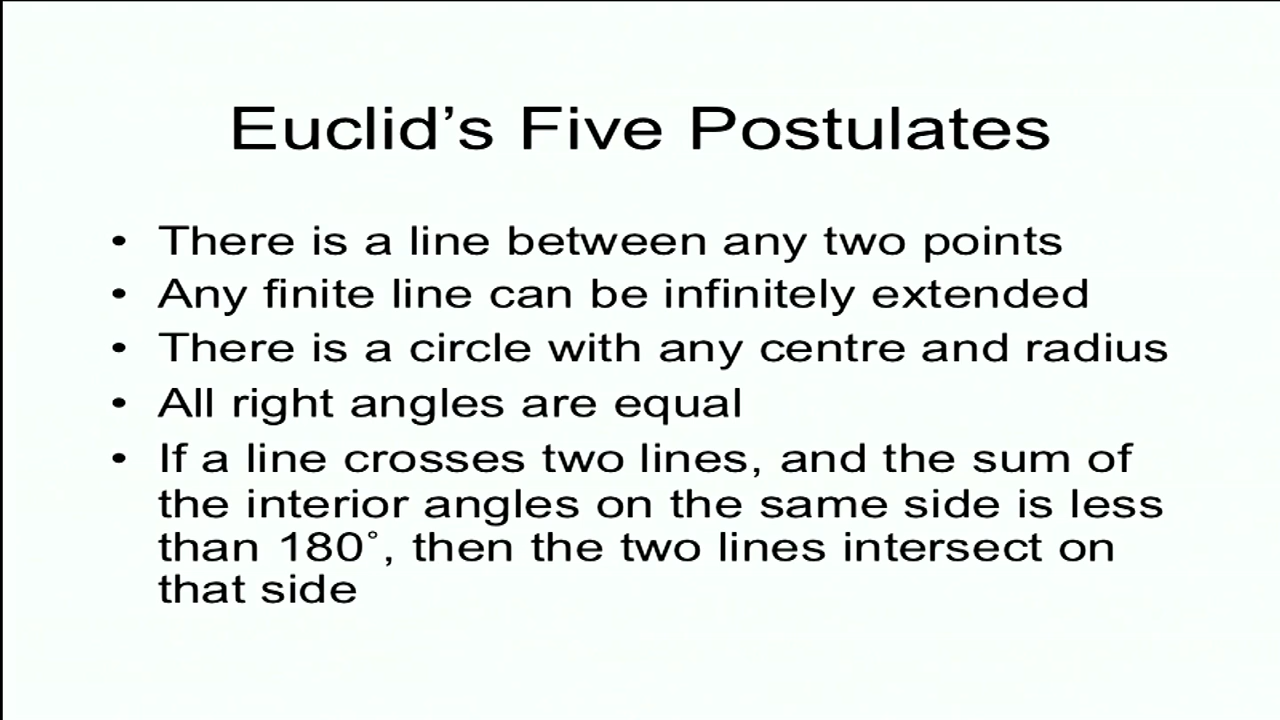 Euclid's Five Postulates
• There is a line between any two points
• Any finite line can be infinitely extended
• There is a circle with any centre and radius
• All right angles are equal
• If a line crosses two lines, and the sum of
the interior angles on the same side is less
than 180˚, then the two lines intersect on
that side